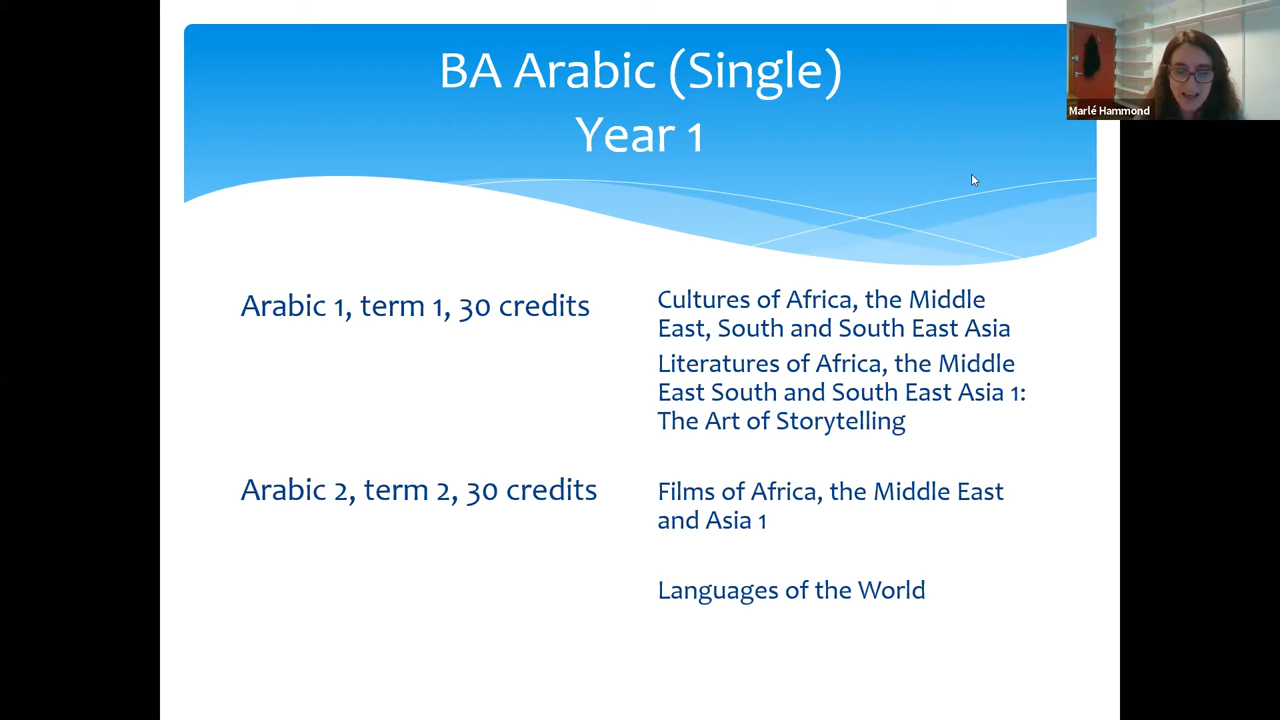 BA Arabic (Single)
Year 1
Marlé Hammond
Arabic 1, term 1, 30 credits
Cultures of Africa, the Middle
East, South and South East Asia
Literatures of Africa, the Middle
East South and South East Asia 1:
The Art of Storytelling
Arabic 2, term 2, 30 credits
Films of Africa, the Middle East
and Asia 1
Languages of the World